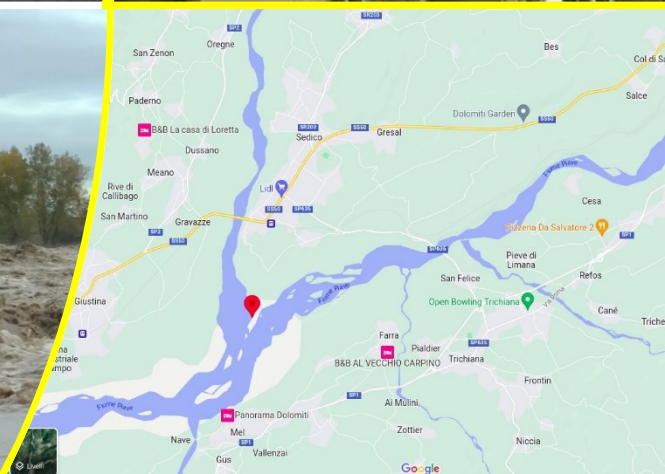 SP2
SR203
Oregne
San Zenon
Bes
Col di Sa
Paderno
Salce
Dolomiti Garden
SS50
B&B La casa di Loretta
SR203
SS50
Gresal
Sedico
Dussano
Meano
Lidl
Rive di
Callibago
Cesa
SS50
SP635
San Martino
Gravazze
Fiume Piave
SP2
Pizzeria Da Salvatore 2
SP1
SS50
SP635
Pieve di
Limana
San Felice
Refos
Fiume Piave
Via Roma
Giustina
Open Bowling Trichiana
Cané
Triche
Farra
SP635
Pialdier
B&B AL VECCHIO CARPINO
Trichiana
Frontin
SP1
Fiume Piave
Ai Mulini
Panorama Dolomiti
Mel
Zottier
Nave
SP1
Niccia
Vallenzai
Gus
Livelli
Google